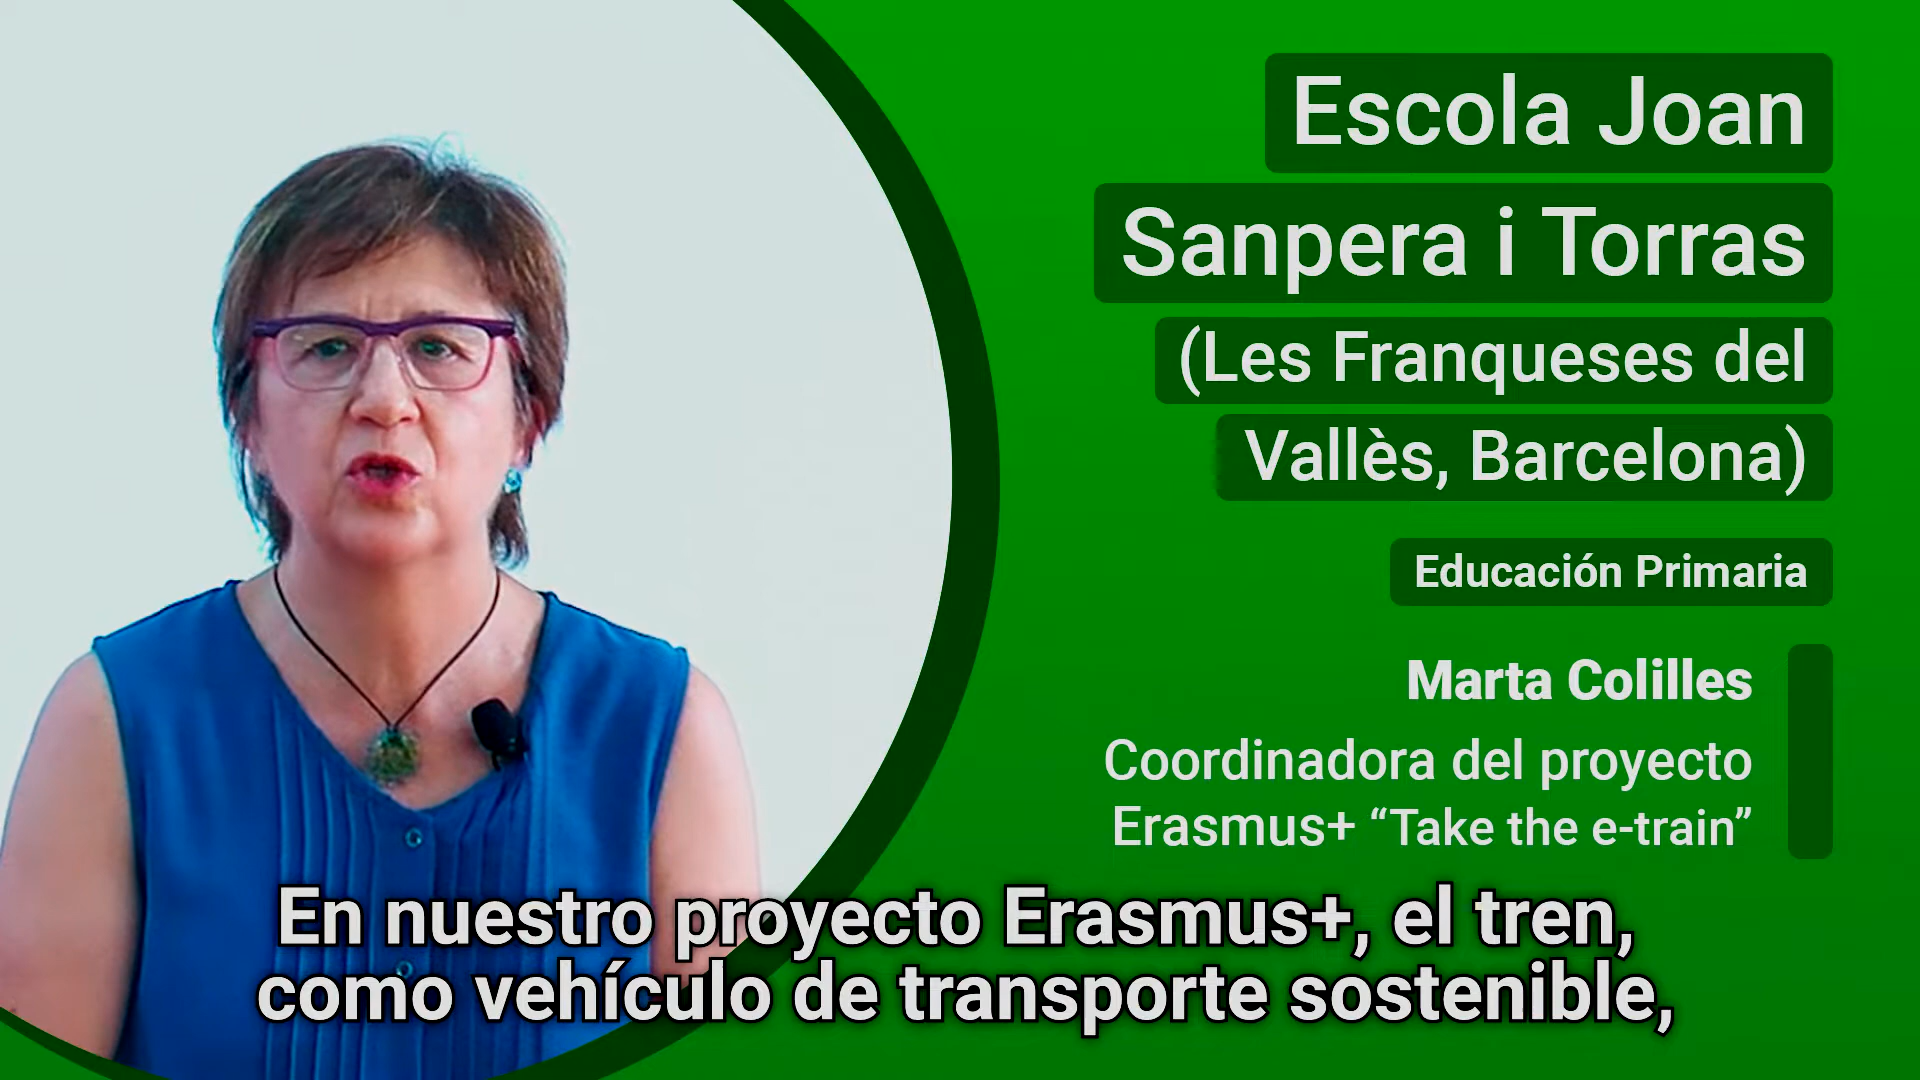 Escola Joan
Sanpera i Torras
(Les Franqueses del
Vallès, Barcelona)
Educación Primaria
Marta Colilles
Coordinadora del proyecto
Erasmus+ “Take the e-train”
En nuestro proyecto Erasmus+, el tren,
como vehículo de transporte sostenible,